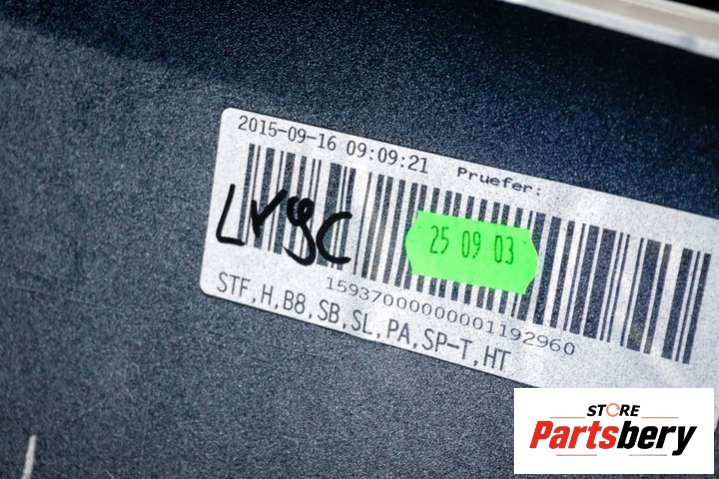 2015-09-16 09:09:21 Pruefer:
LY9C
25 09 03
15937000000001192960
STF,H,B8,SB,SL,PA,SP-T,HT
STORE
Partsbery